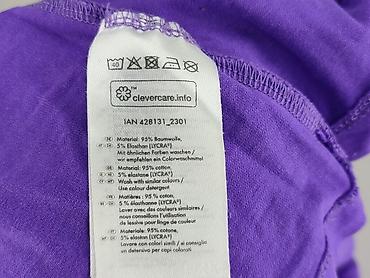 40
clevercare.info
IAN 428131_2301
Material: 95% Baumwolle,
5% Elasthan (LYCRA®)
Mit ähnlichen Farben waschen /
wir empfehlen ein Colorwaschmittel
Material: 95% cotton,
5% elastane (LYCRA®)
Wash with similar colours /
Use colour detergent
Matières : 95 % coton,
5 % élasthanne (LYCRA®)
Laver avec des couleurs similaires /
nous conseillons l'utilisation
de lessive pour linge de couleur
Materiale: 95% cotone,
5% elastan (LYCRA®)
Lavare con colori simili / si consiglia
un detersivo per capi colorati